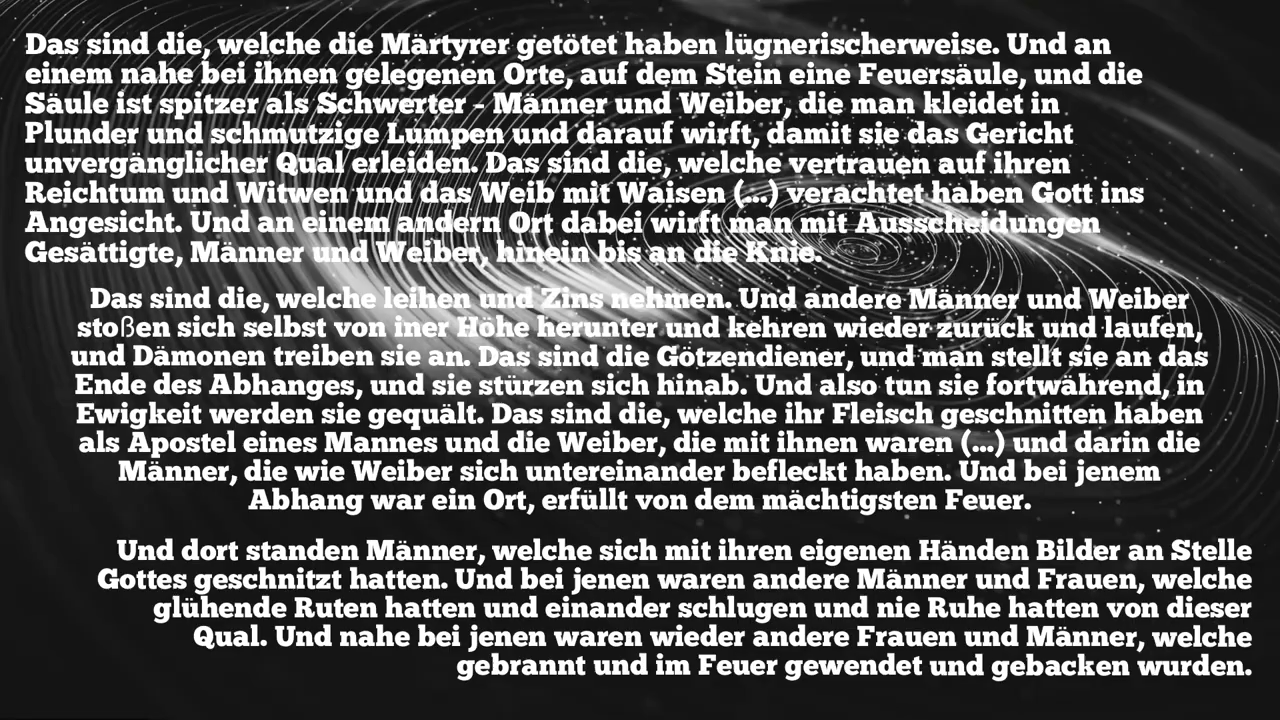 Das sind die, welche die Märtyrer getötet haben lügnerischerweise. Und an
einem nahe bei ihnen gelegenen Orte, auf dem Stein eine Feuersäule, und die
Säule ist spitzer als Schwerter - Männer und Weiber, die man kleidet in
Plunder und schmutzige Lumpen und darauf wirft, damit sie das Gericht
unvergänglicher Qual erleiden. Das sind die, welche vertrauen auf ihren
Reichtum und Witwen und das Weib mit Waisen (...) verachtet haben Gott ins
Angesicht. Und an einem andern Ort dabei wirft man mit Ausscheidungen
Gesättigte, Männer und Weiber, hinein bis an die Knie.
Das sind die, welche leihen und Zins nehmen. Und andere Männer und Weiber
stoßen sich selbst von iner Höhe herunter und kehren wieder zurück und laufen,
und Dämonen treiben sie an. Das sind die Götzendiener, und man stellt sie an das
Ende des Abhanges, und sie stürzen sich hinab. Und also tun sie fortwährend, in
Ewigkeit werden sie gequält. Das sind die, welche ihr Fleisch geschnitten haben
als Apostel eines Mannes und die Weiber, die mit ihnen waren (...) und darin die
Männer, die wie Weiber sich untereinander befleckt haben. Und bei jenem
Abhang war ein Ort, erfüllt von dem mächtigsten Feuer.
Und dort standen Männer, welche sich mit ihren eigenen Händen Bilder an Stelle
Gottes geschnitzt hatten. Und bei jenen waren andere Männer und Frauen, welche
glühende Ruten hatten und einander schlugen und nie Ruhe hatten von dieser
Qual. Und nahe bei jenen waren wieder andere Frauen und Männer, welche
gebrannt und im Feuer gewendet und gebacken wurden.